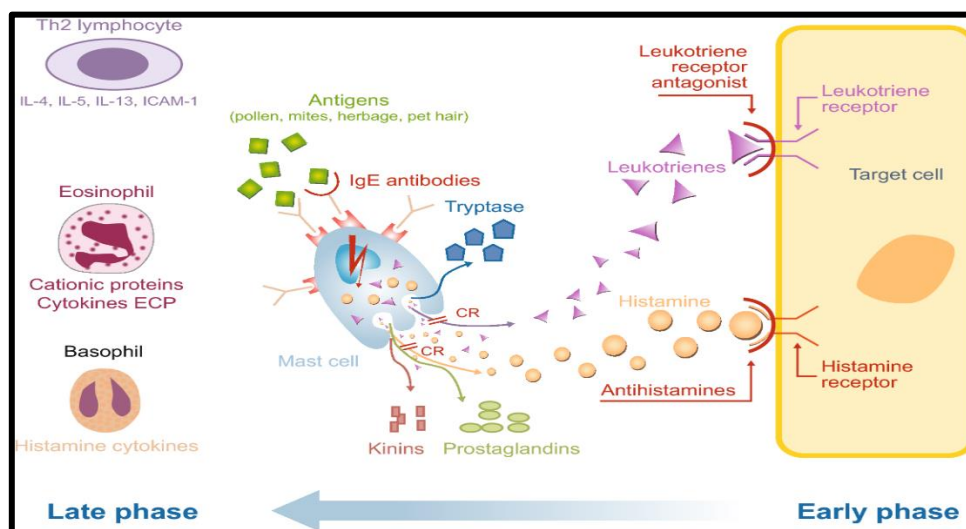 Th2 lymphocyte
IL-4, IL-5, IL-13, ICAM-1
Eosinophil
Cationic proteins
Cytokines ECP
Basophil
Histamine cytokines
Antigens
(pollen, mites, herbage, pet hair)
IgE antibodies
Tryptase
CR
CR
Mast cell
Kinins
Prostaglandins
Leukotriene
receptor
antagonist
Leukotrienes
Histamine
Antihistamines
Leukotriene
receptor
Target cell
Histamine
receptor
Late phase
Early phase